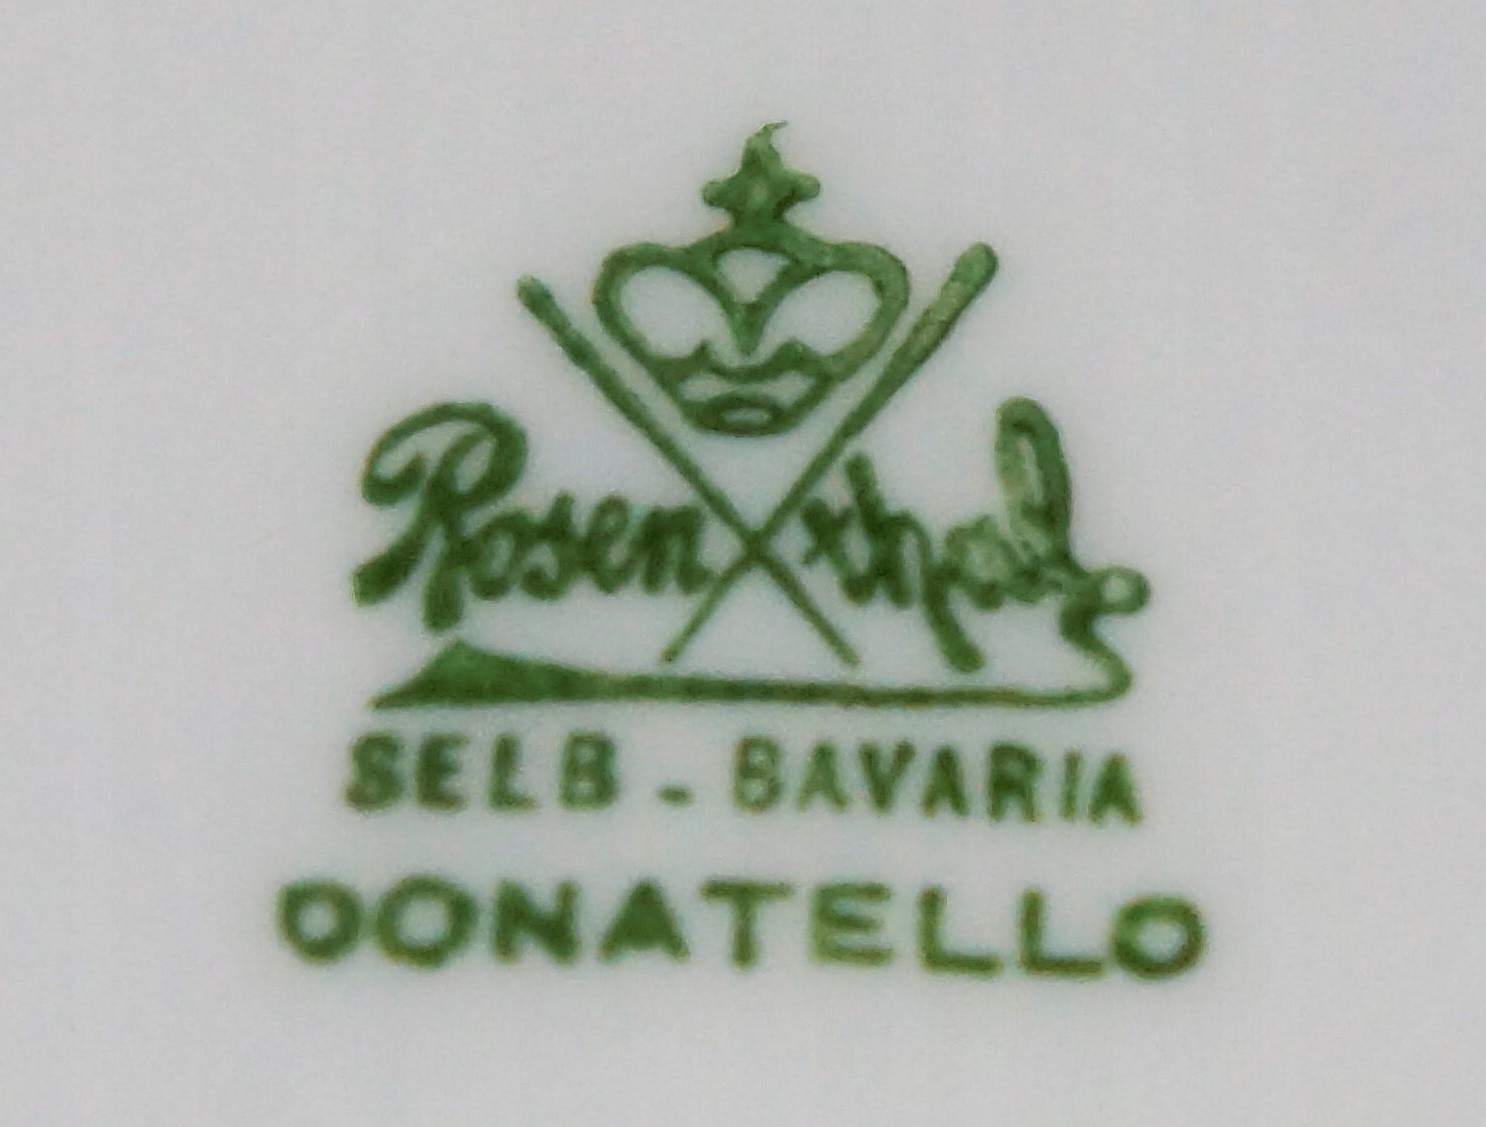 Rosenthal
SELB - BAVARIA
DONATELLO